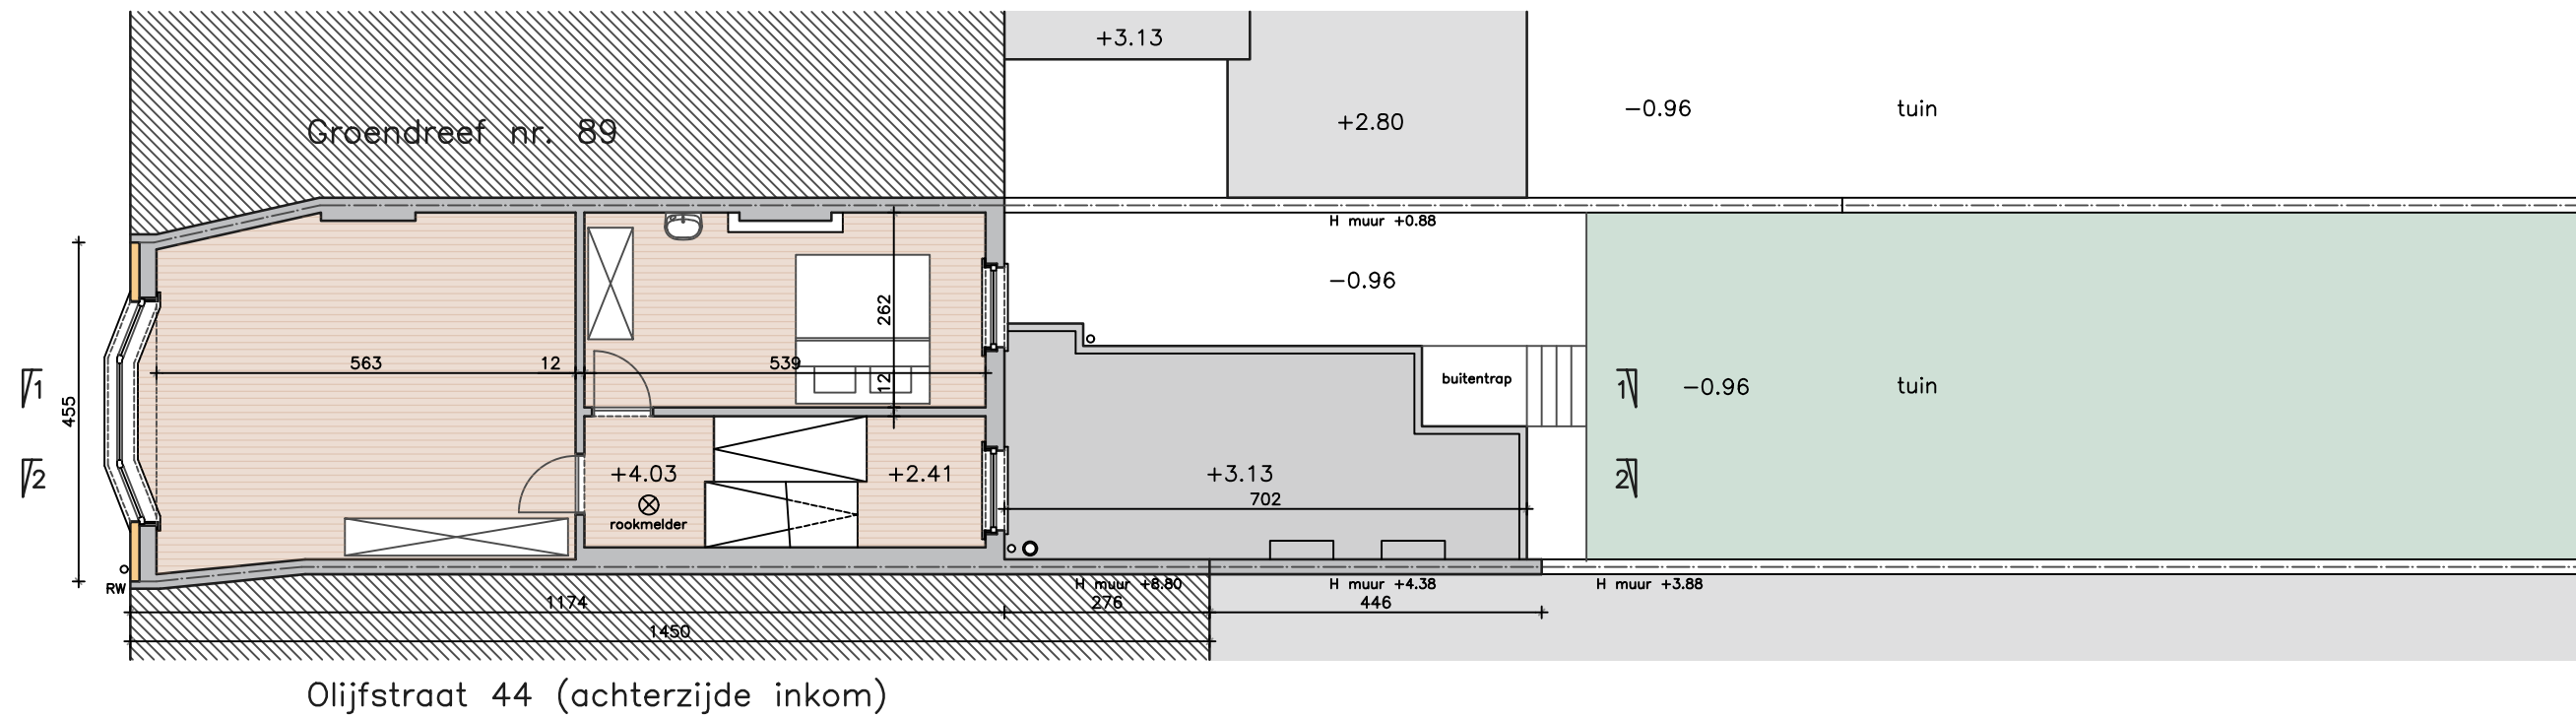 +3.13
+2.80
-0.96
tuin
Groendreef nr. 89
H muur +0.88
-0.96
262
563
12
539
12
455
1
2
buitentrap
1
-0.96
tuin
2
+4.03
rookmelder
+2.41
+3.13
702
RW
H muur +8.80
H muur +4.38
H muur +3.88
1174
276
446
1450
Olijfstraat 44 (achterzijde inkom)